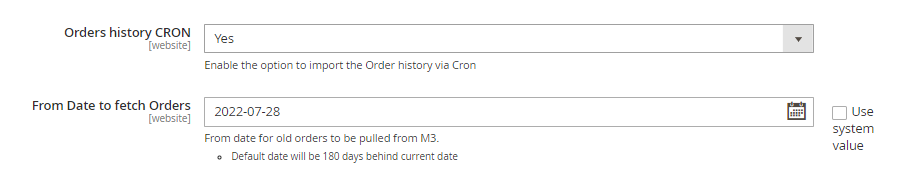 Orders history CRON
[website]
Yes
Enable the option to import the Order history via Cron
From Date to fetch Orders
[website]
2022-07-28
Use
system
value
From date for old orders to be pulled from M3.
Default date will be 180 days behind current date